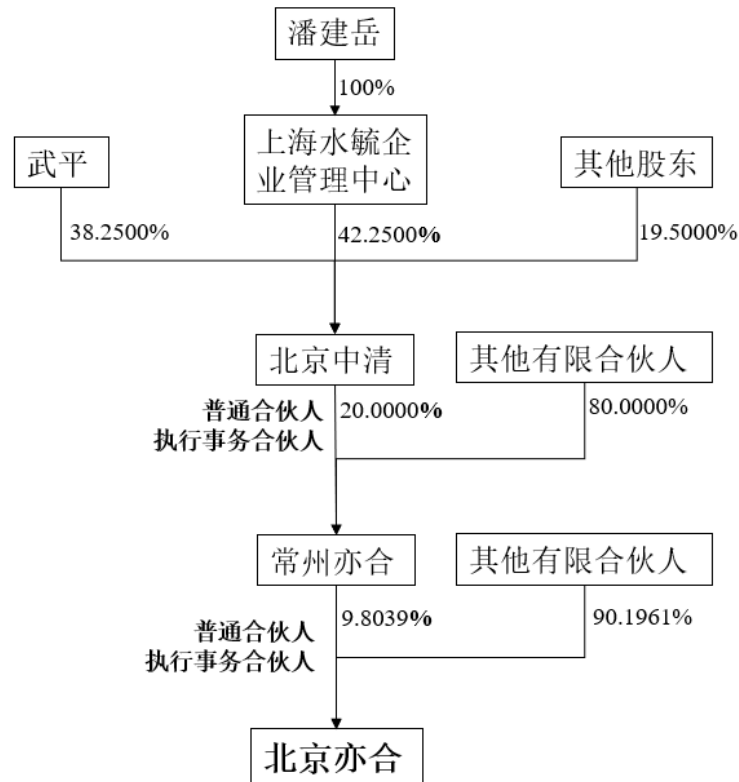 潘建岳
100%
武平
上海水毓企
业管理中心
其他股东
38.2500%
42.2500%
19.5000%
北京中清
其他有限合伙人
普通合伙人
执行事务合伙人
20.0000%
80.0000%
常州亦合
其他有限合伙人
普通合伙人
执行事务合伙人
9.8039%
90.1961%
北京亦合